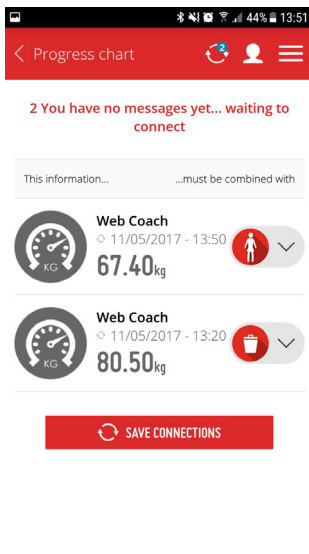 44% 13:51
Progress chart 2
2 You have no messages yet... waiting to
connect
This information... ...must be combined with
Web Coach
11/05/2017 - 13:50
67.40kg
KG
Web Coach
11/05/2017 - 13:20
80.50kg
KG
SAVE CONNECTIONS